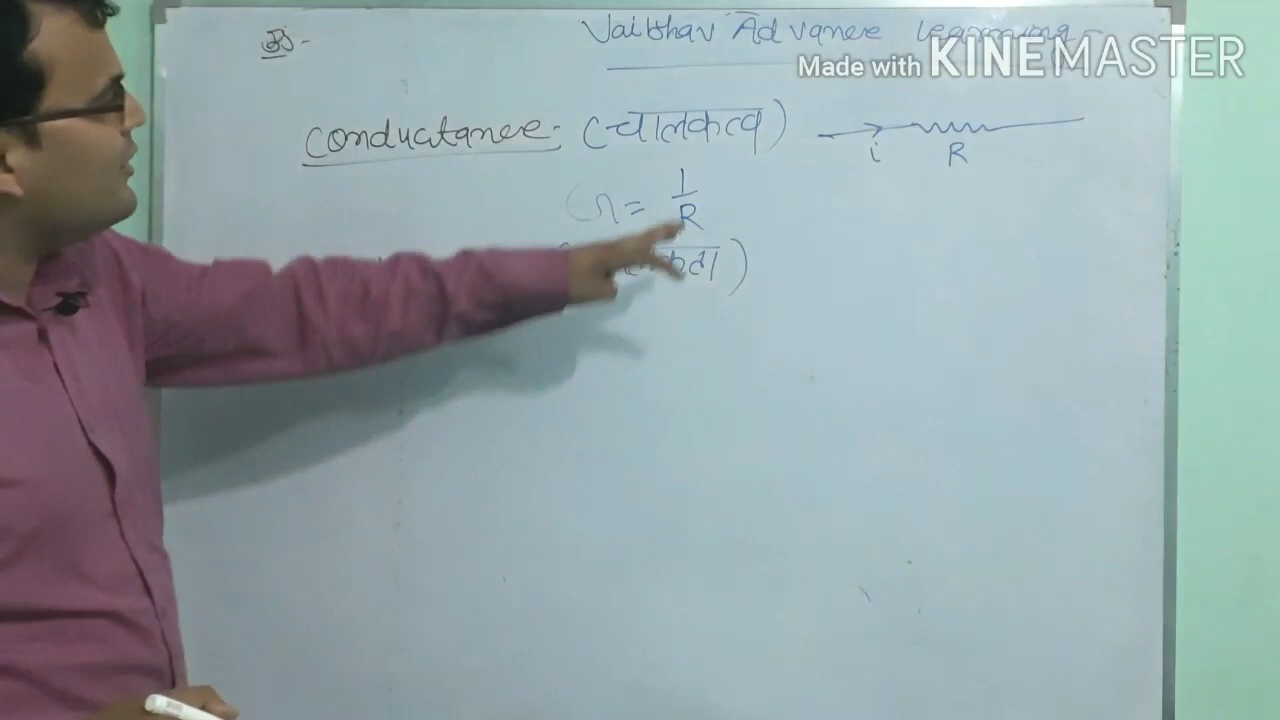 Vaibhav Advance learning-
Made with KINEMASTER
Conductance- (चालकत्व)
i R
G = 1/R